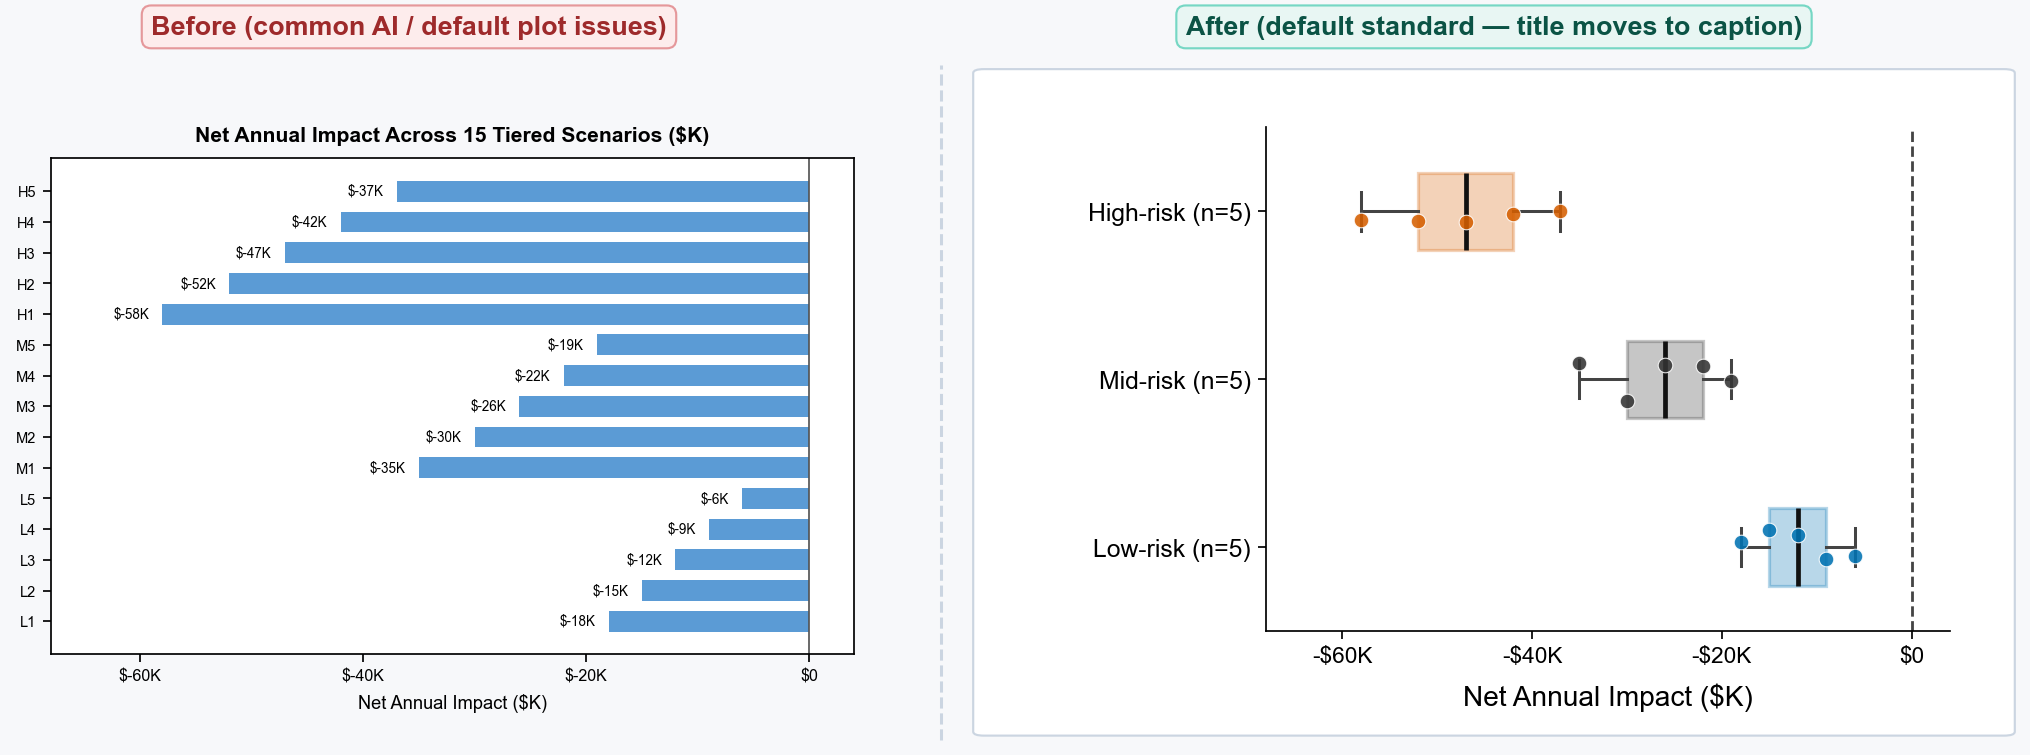 Before (common AI / default plot issues)
Net Annual Impact Across 15 Tiered Scenarios ($K)
H5
$-37K
H4
$-42K
H3
$-47K
H2
$-52K
H1
$-58K
M5
$-19K
M4
$-22K
M3
$-26K
M2
$-30K
M1
$-35K
L5
$-6K
L4
$-9K
L3
$-12K
L2
$-15K
L1
$-18K
$-60K
$-40K
$-20K
$0
Net Annual Impact ($K)
After (default standard — title moves to caption)
High-risk (n=5)
Mid-risk (n=5)
Low-risk (n=5)
-$60K
-$40K
-$20K
$0
Net Annual Impact ($K)